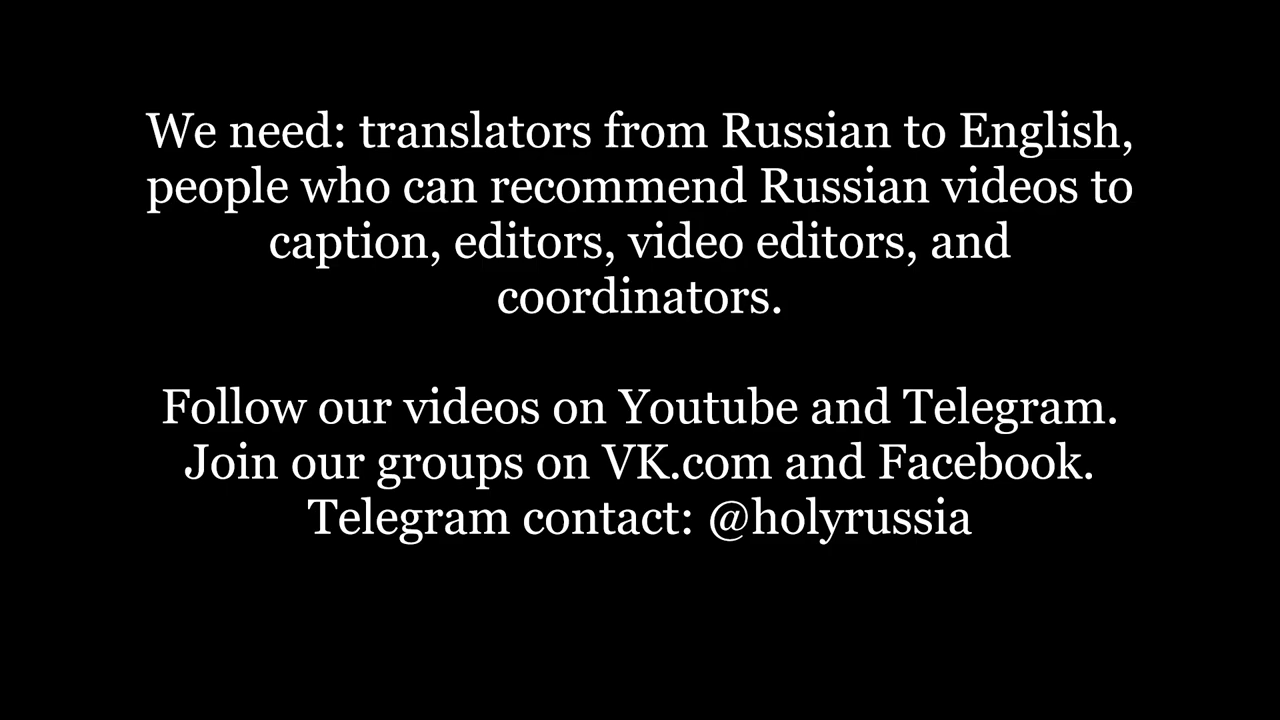 We need: translators from Russian to English,
people who can recommend Russian videos to
caption, editors, video editors, and
coordinators.
Follow our videos on Youtube and Telegram.
Join our groups on VK.com and Facebook.
Telegram contact: @holyrussia